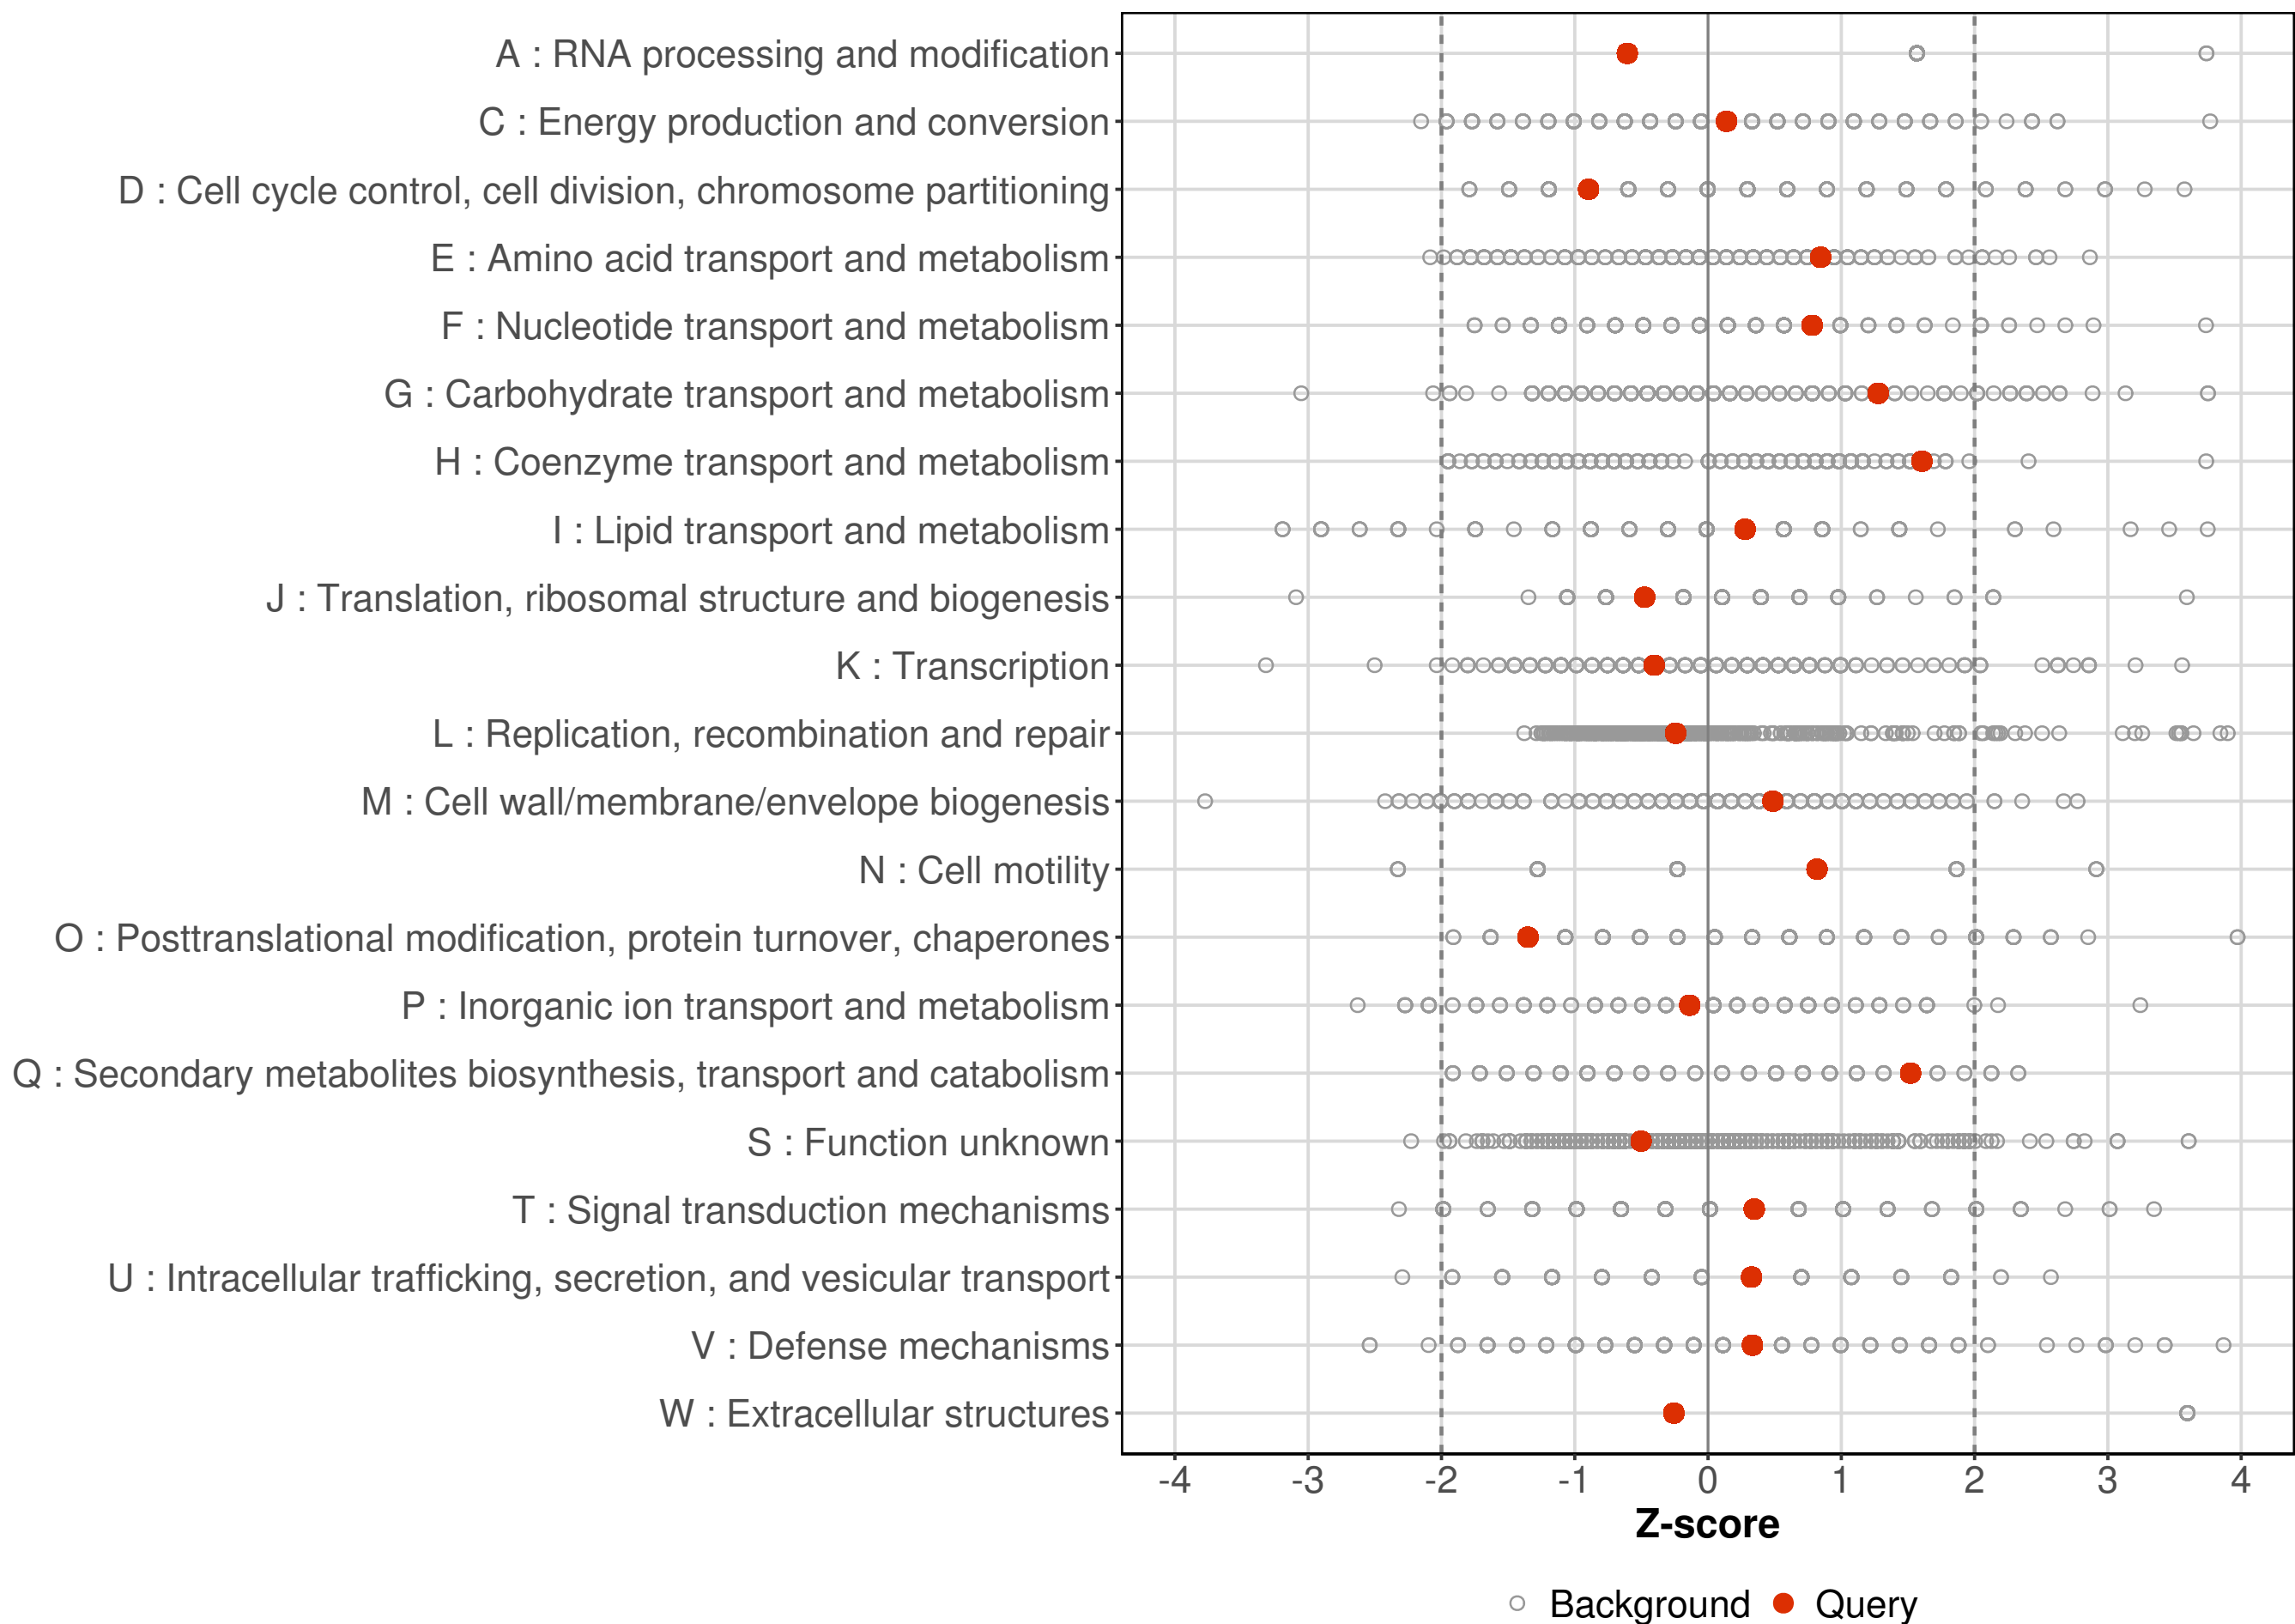 A : RNA processing and modification
C : Energy production and conversion
D : Cell cycle control, cell division, chromosome partitioning
E : Amino acid transport and metabolism
F : Nucleotide transport and metabolism
G : Carbohydrate transport and metabolism
H : Coenzyme transport and metabolism
I : Lipid transport and metabolism
J : Translation, ribosomal structure and biogenesis
K : Transcription
L : Replication, recombination and repair
M : Cell wall/membrane/envelope biogenesis
N : Cell motility
O : Posttranslational modification, protein turnover, chaperones
P : Inorganic ion transport and metabolism
Q : Secondary metabolites biosynthesis, transport and catabolism
S : Function unknown
T : Signal transduction mechanisms
U : Intracellular trafficking, secretion, and vesicular transport
V : Defense mechanisms
W : Extracellular structures
-4 -3 -2 -1 0 1 2 3 4
Z-score
Background Query